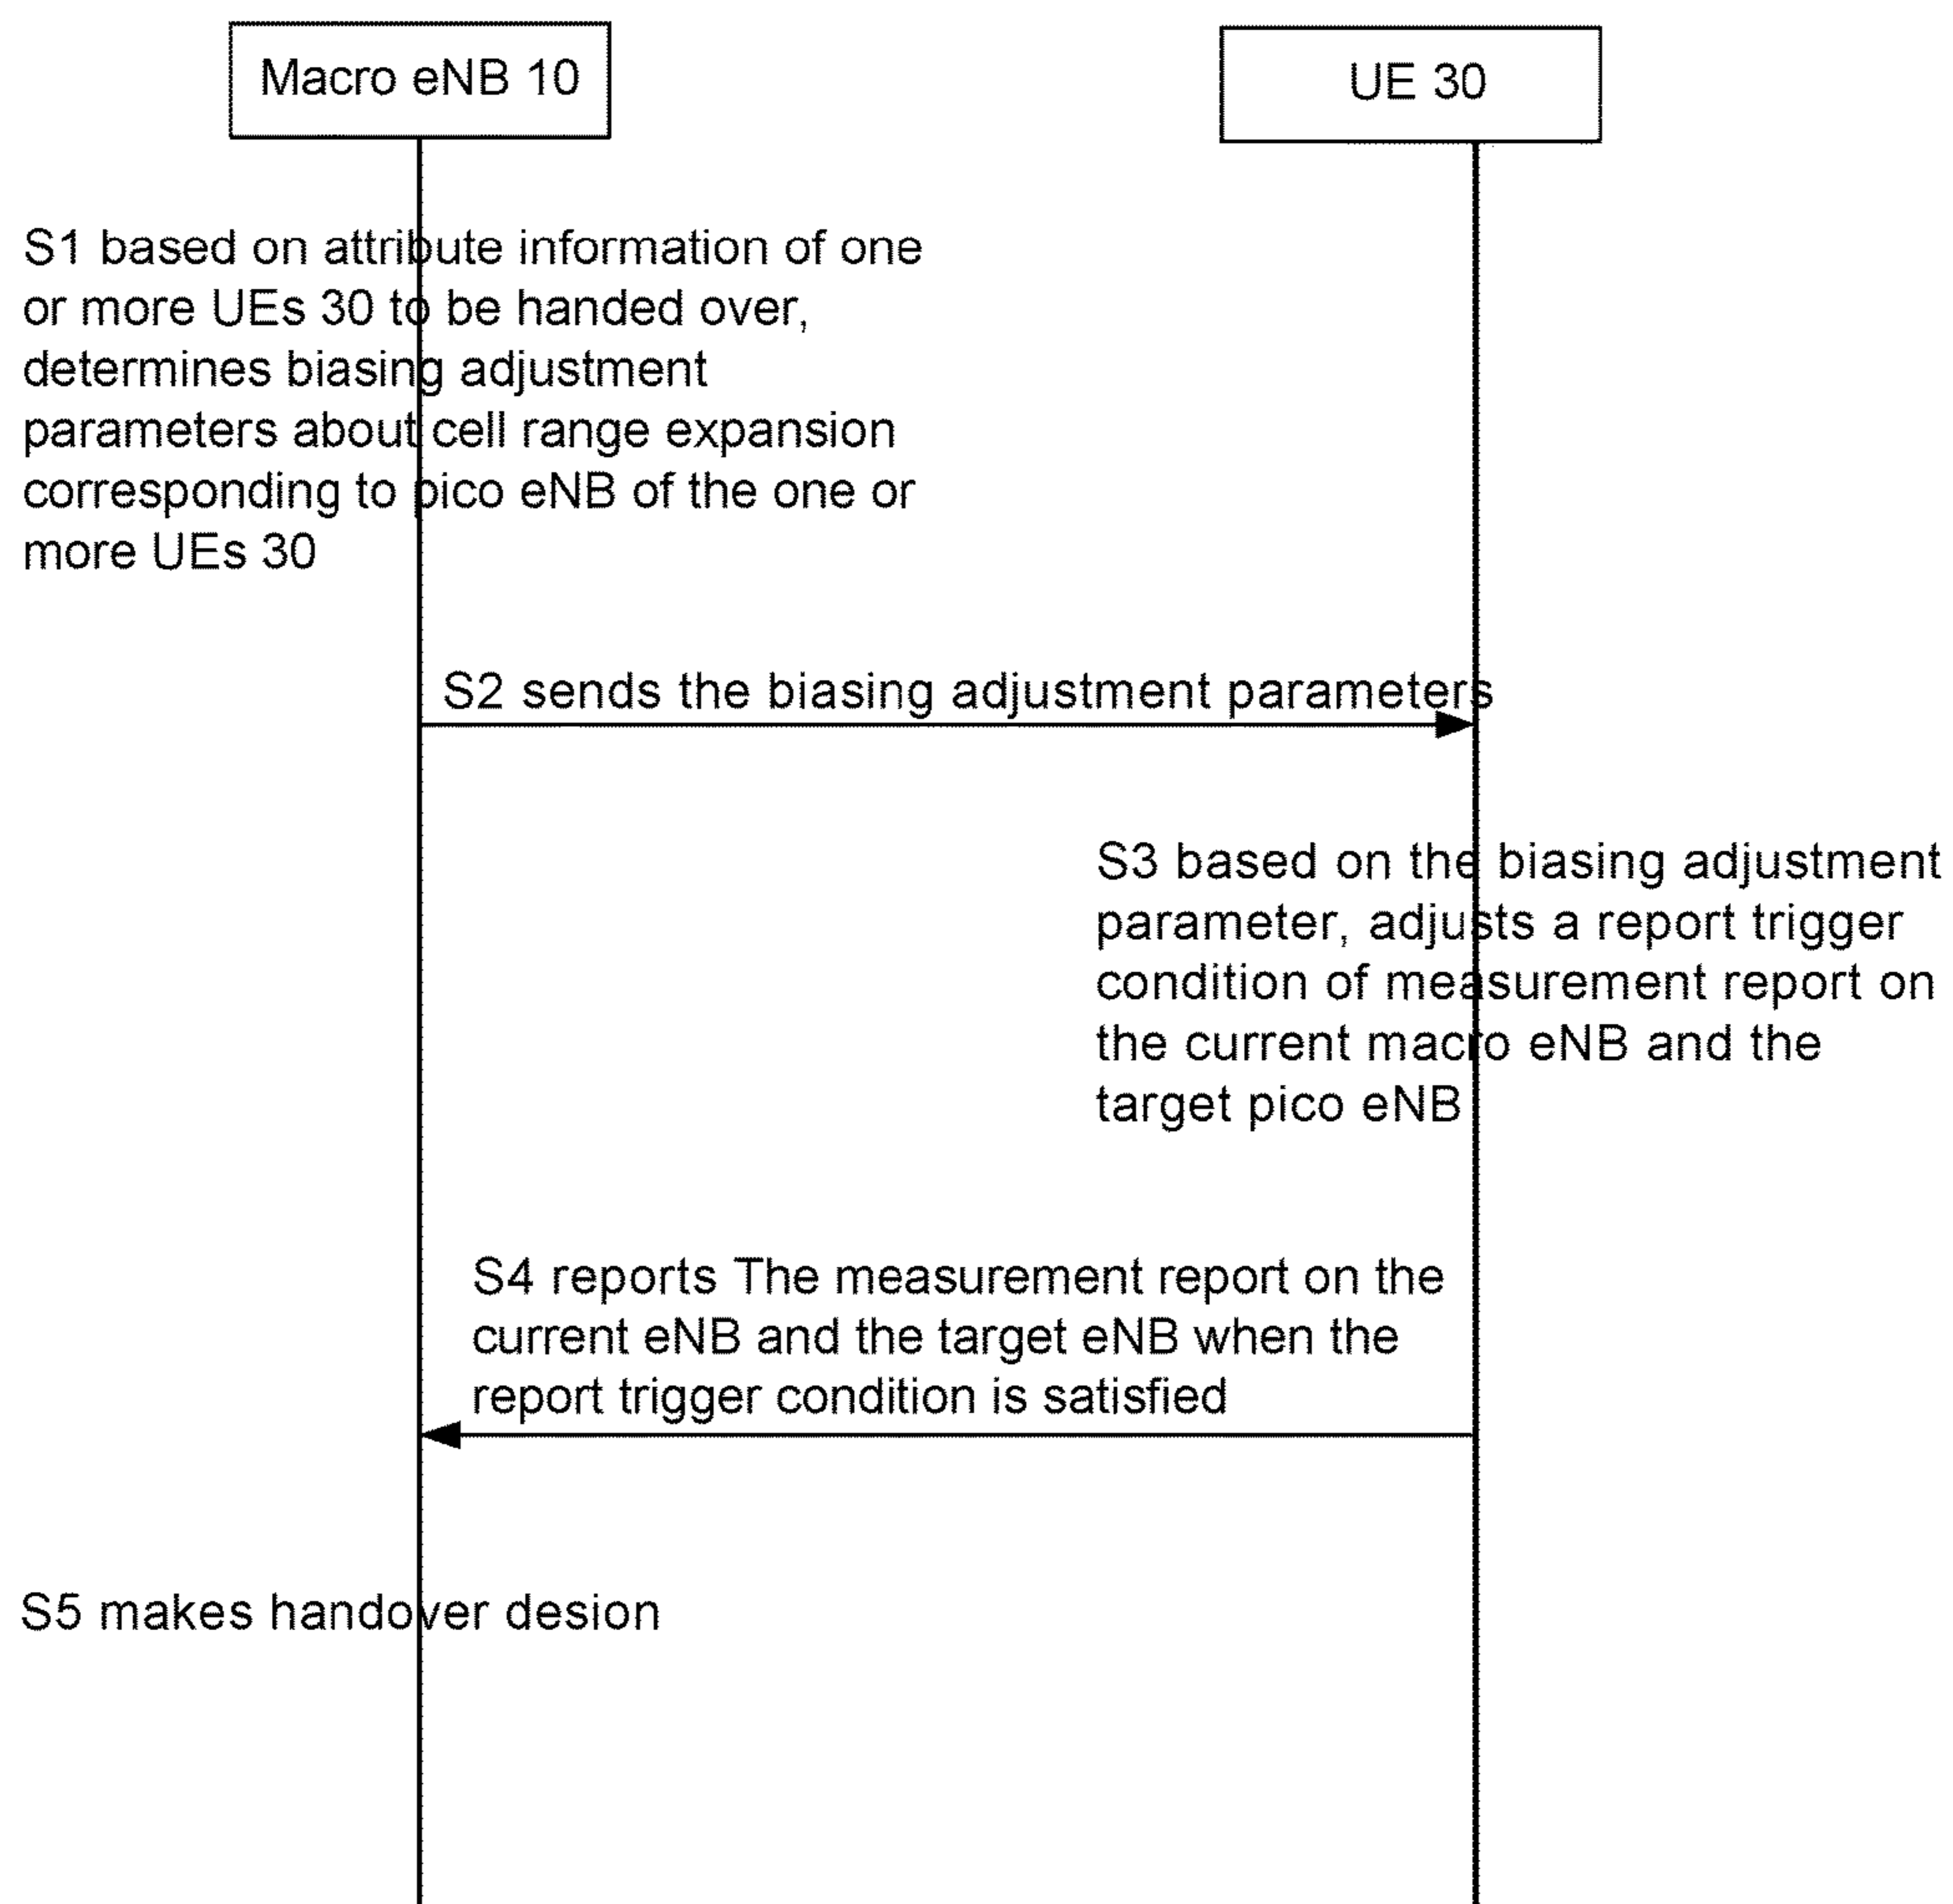 Macro eNB 10
UE 30
S1 based on attribute information of one
or more UEs 30 to be handed over,
determines biasing adjustment
parameters about cell range expansion
corresponding to pico eNB of the one or
more UEs 30
S2 sends the biasing adjustment parameters
S3 based on the biasing adjustment
parameter, adjusts a report trigger
condition of measurement report on
the current macro eNB and the
target pico eNB
S4 reports The measurement report on the
current eNB and the target eNB when the
report trigger condition is satisfied
S5 makes handover desion